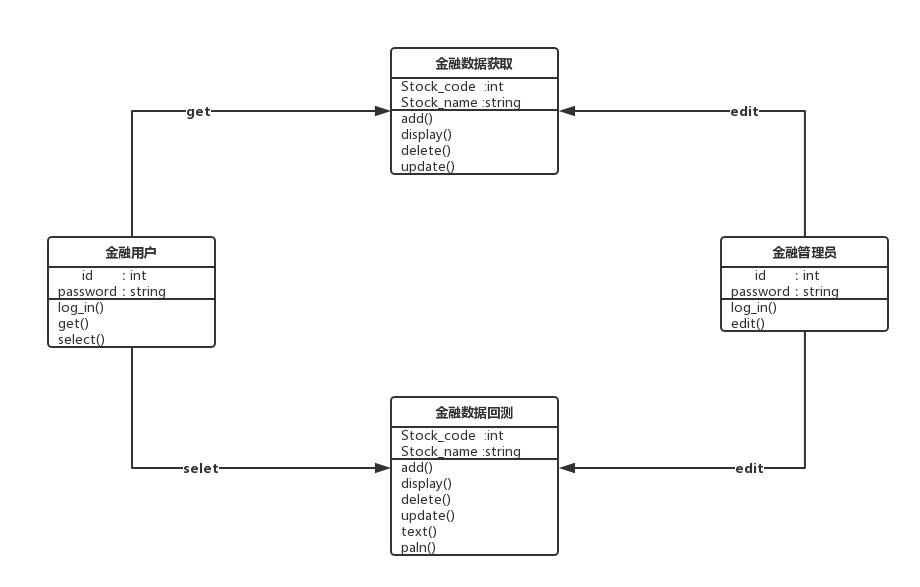 金融数据获取
Stock_code :int
Stock_name :string
add()
display()
delete()
update()
get
edit
金融用户
id : int
password : string
log_in()
get()
select()
金融管理员
id : int
password : string
log_in()
edit()
金融数据回测
Stock_code :int
Stock_name :string
add()
display()
delete()
update()
text()
paln()
selet
edit